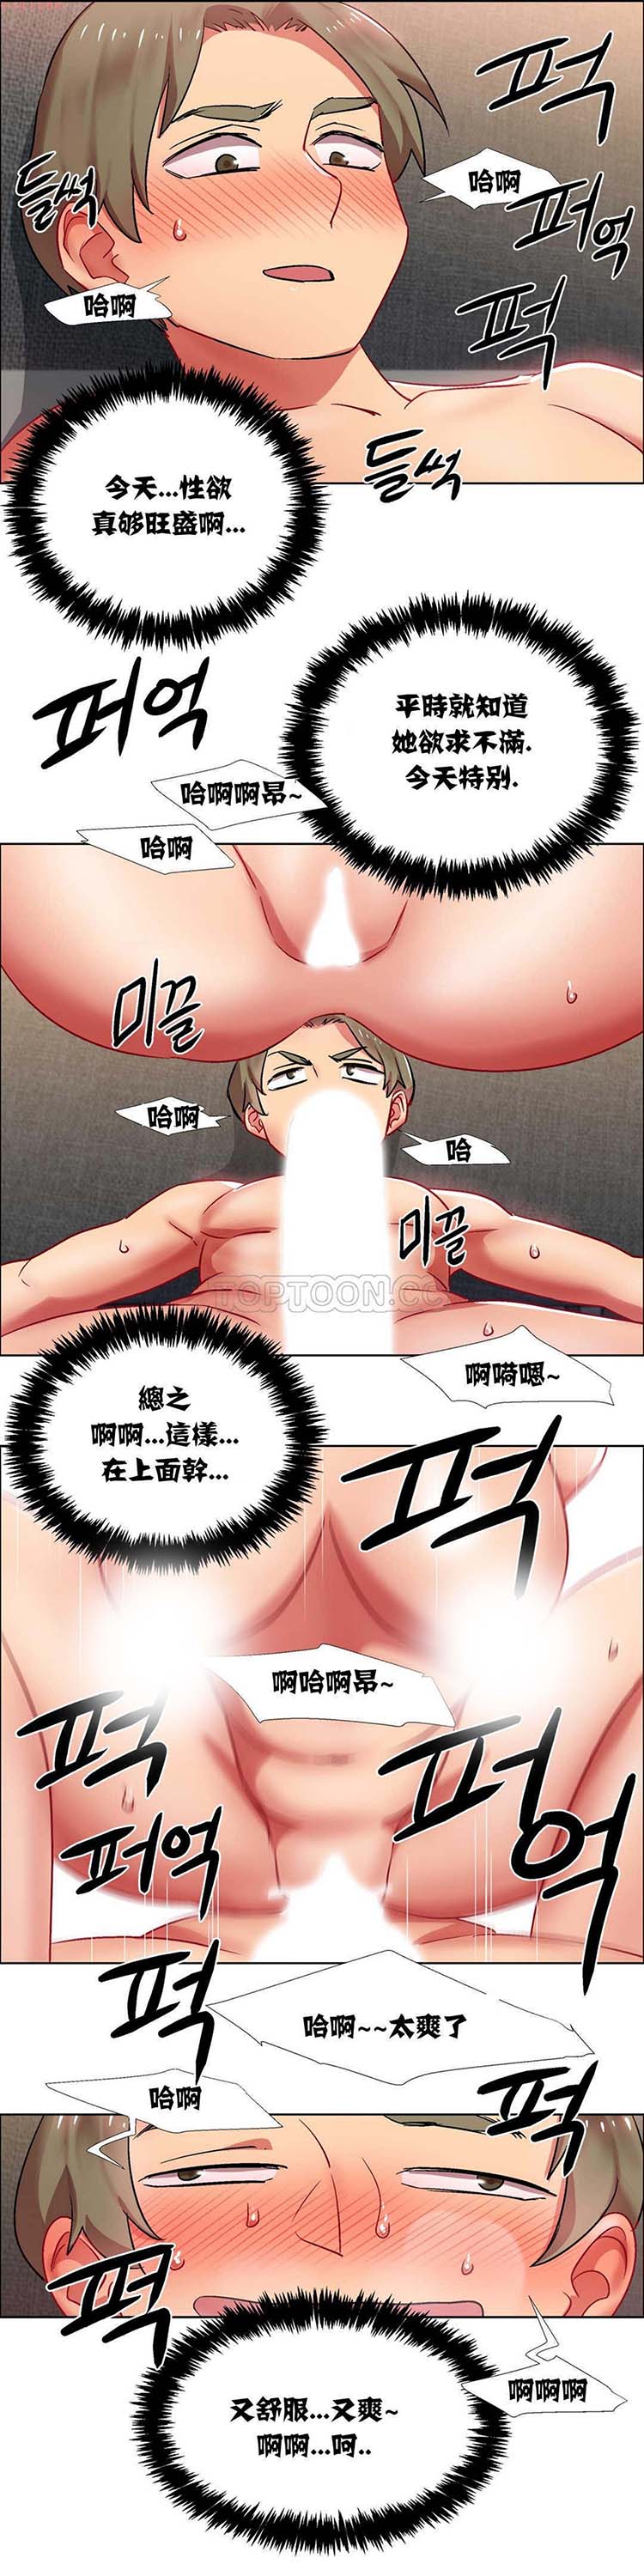 퍽
哈啊
들썩
퍼억
哈啊
퍽
들썩
今天...性欲
真够旺盛啊...
平時就知道
她欲求不滿.
今天特别.
퍼억
哈啊啊昂~
哈啊
미끌
哈啊
哈
미끌
TOPTOON.CC
啊嗬嗯~
總之
啊啊...這樣...
在上面幹...
퍽
啊哈啊昂~
퍽
퍼억
퍼억
퍽
哈啊~~太爽了
哈啊
퍽
퍽
啊啊啊
又舒服...又爽~
啊啊...呵..